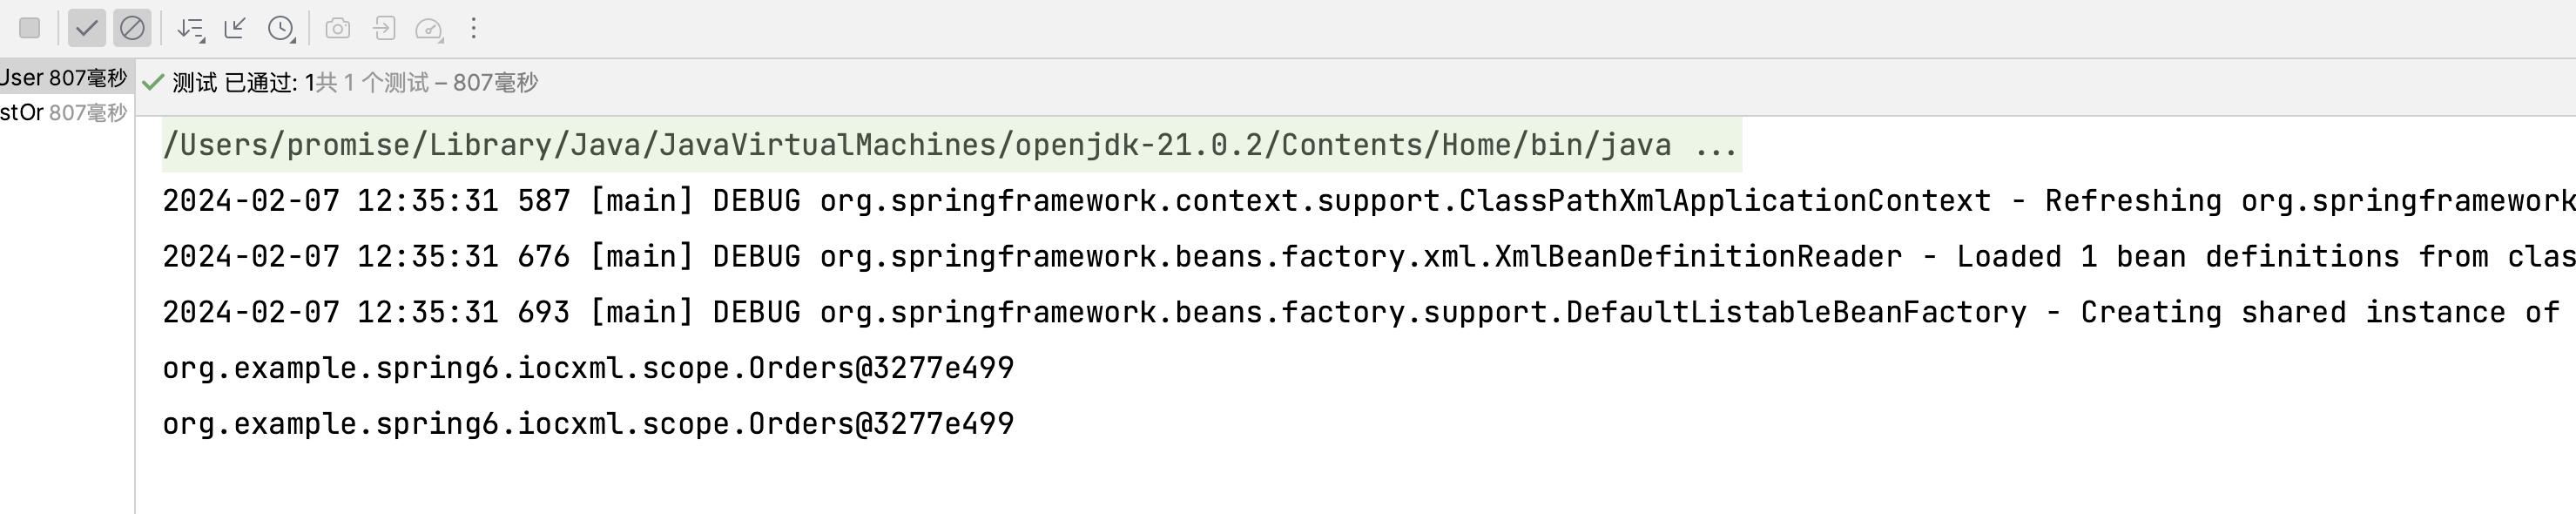 User 807毫秒
stOr 807毫秒
测试 已通过: 1共 1 个测试 – 807毫秒
/Users/promise/Library/Java/JavaVirtualMachines/openjdk-21.0.2/Contents/Home/bin/java ...
2024-02-07 12:35:31 587 [main] DEBUG org.springframework.context.support.ClassPathXmlApplicationContext - Refreshing org.springframework
2024-02-07 12:35:31 676 [main] DEBUG org.springframework.beans.factory.xml.XmlBeanDefinitionReader - Loaded 1 bean definitions from clas
2024-02-07 12:35:31 693 [main] DEBUG org.springframework.beans.factory.support.DefaultListableBeanFactory - Creating shared instance of
org.example.spring6.iocxml.scope.Orders@3277e499
org.example.spring6.iocxml.scope.Orders@3277e499